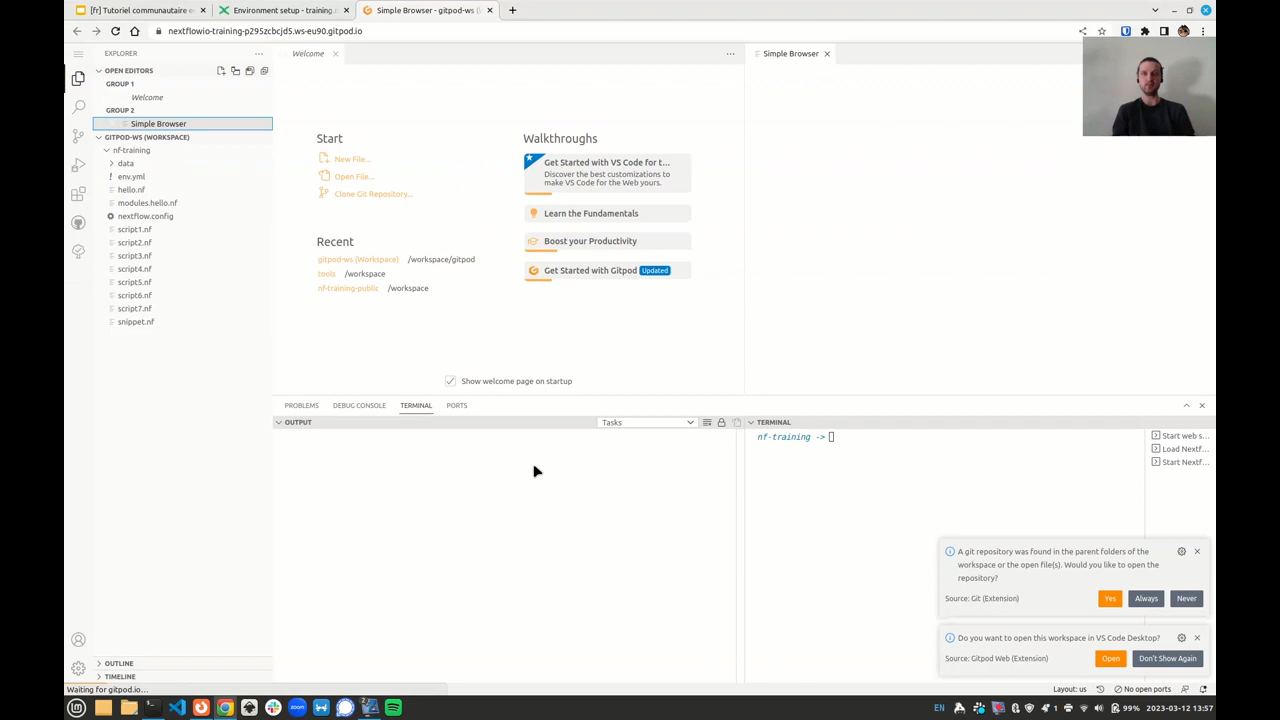 [fr] Tutoriel communautaire e
Environment setup - training.n
Simple Browser - gitpod-ws (W
nextflowio-training-p295zcbcjd5.ws-eu90.gitpod.io
EXPLORER
OPEN EDITORS
GROUP 1
Welcome
GROUP 2
Simple Browser
GITPOD-WS (WORKSPACE)
nf-training
data
env.yml
hello.nf
modules.hello.nf
nextflow.config
script1.nf
script2.nf
script3.nf
script4.nf
script5.nf
script6.nf
script7.nf
snippet.nf
OUTLINE
TIMELINE
Welcome
Start
New File...
Open File...
Clone Git Repository...
Recent
gitpod-ws (Workspace) /workspace/gitpod
tools /workspace
nf-training-public /workspace
Walkthroughs
Get Started with VS Code for t...
Discover the best customizations to
make VS Code for the Web yours.
Learn the Fundamentals
Boost your Productivity
Get Started with Gitpod Updated
Show welcome page on startup
Simple Browser
PROBLEMS DEBUG CONSOLE TERMINAL PORTS
OUTPUT
Tasks
TERMINAL
nf-training ->
Start web s...
Load Nextf...
Start Nextf...
A git repository was found in the parent folders of the
workspace or the open file(s). Would you like to open the
repository?
Source: Git (Extension)
Yes Always Never
Do you want to open this workspace in VS Code Desktop?
Source: Gitpod Web (Extension)
Open Don't Show Again
Waiting for gitpod.io...
Layout: us
No open ports
EN
1
99%
2023-03-12 13:57